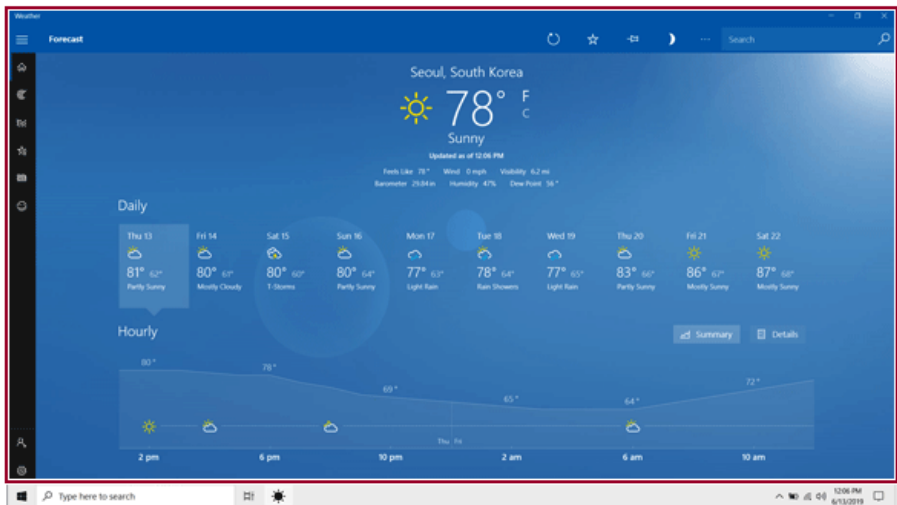 Weather
Forecast
Search
Seoul, South Korea
78° F
C
Sunny
Updated as of 12:06 PM
Feels Like 78° Wind 0 mph Visibility 6.2 mi
Barometer 29.84 in Humidity 47% Dew Point 56°
Daily
Thu 13 Fri 14 Sat 15 Sun 16 Mon 17 Tue 18 Wed 19 Thu 20 Fri 21 Sat 22
81° 62° 80° 61° 80° 60° 80° 64° 77° 63° 78° 64° 77° 65° 83° 66° 86° 67° 87° 68°
Partly Sunny Mostly Cloudy T-Storms Partly Sunny Light Rain Rain Showers Light Rain Partly Sunny Mostly Sunny Mostly Sunny
Hourly
Summary Details
80° 78° 69° 65° 64° 72°
Thu Fri
2 pm 6 pm 10 pm 2 am 6 am 10 am
Type here to search
12:06 PM
6/13/2019